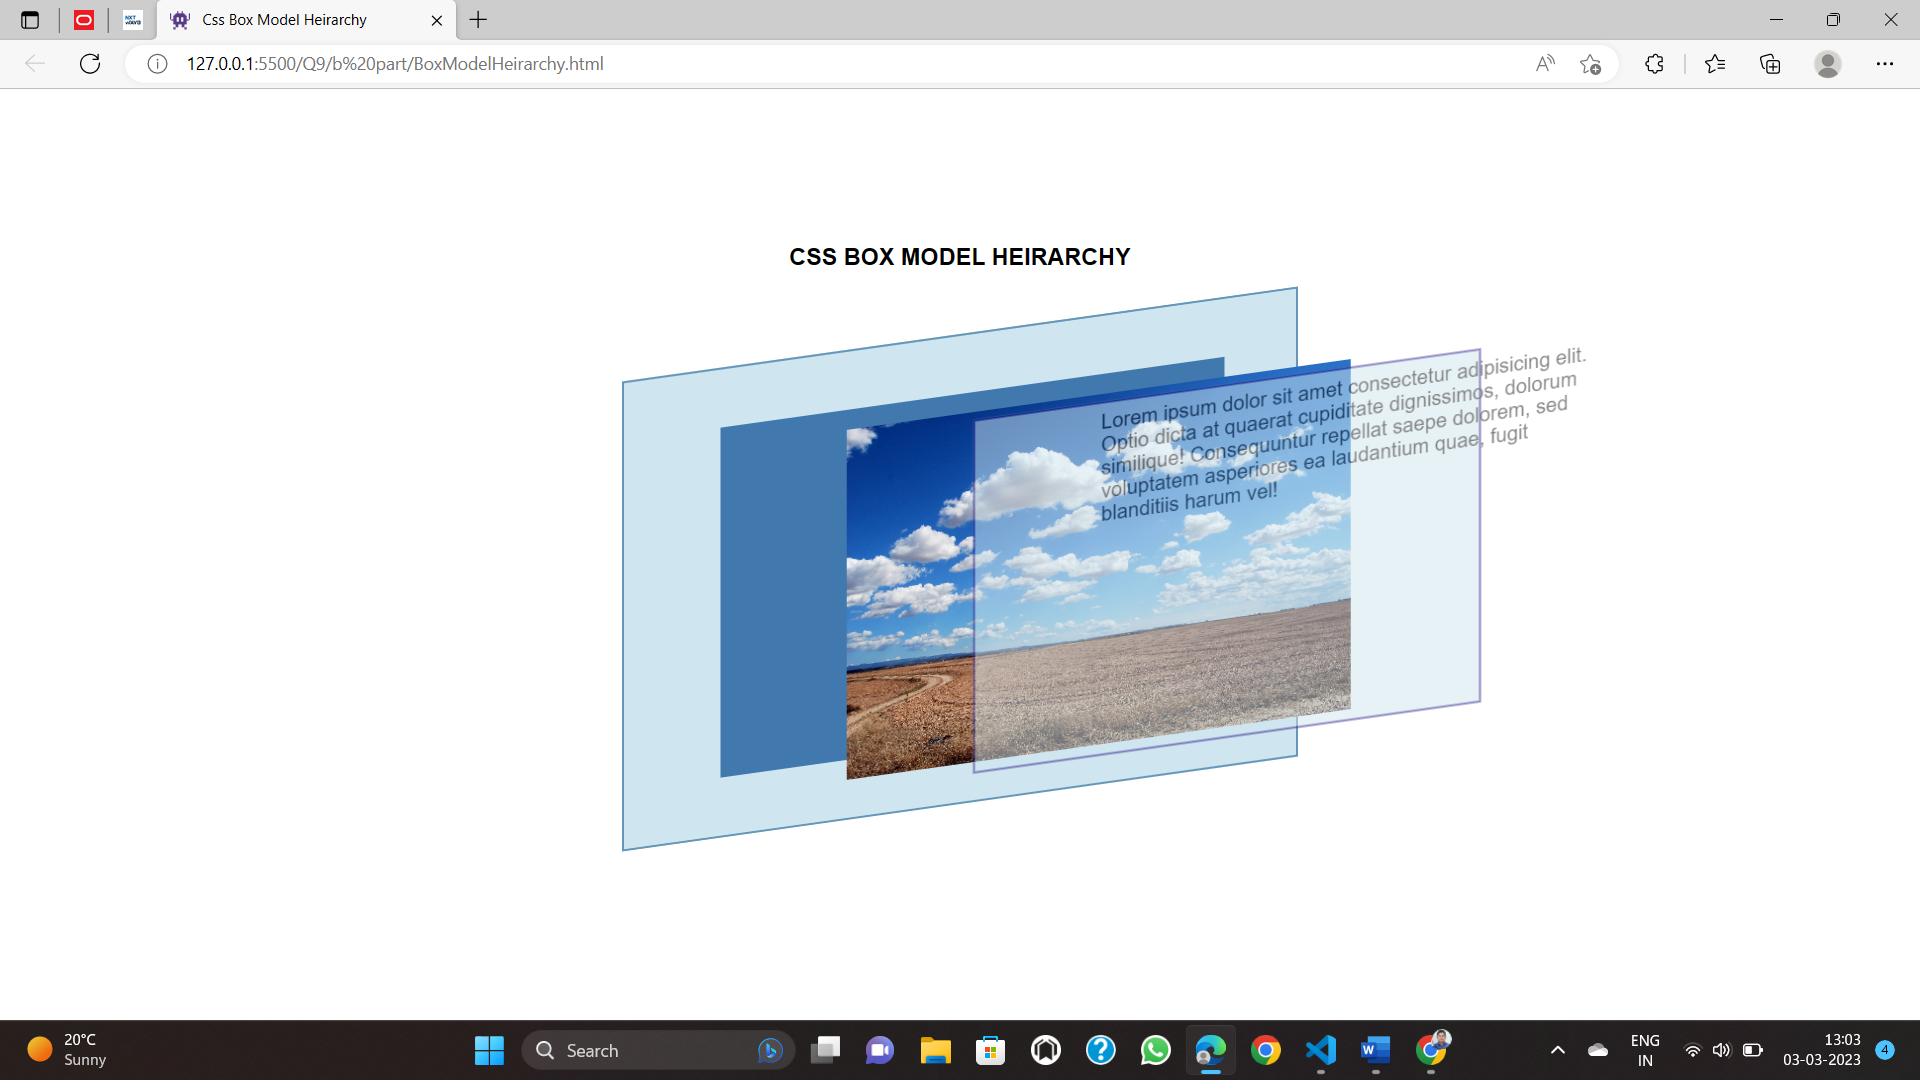 Css Box Model Heirarchy
127.0.0.1:5500/Q9/b%20part/BoxModelHeirarchy.html
CSS BOX MODEL HEIRARCHY
Lorem ipsum dolor sit amet consectetur adipisicing elit.
Optio dicta at quaerat cupiditate dignissimos, dolorum
similique! Consequuntur repellat saepe dolorem, sed
voluptatem asperiores ea laudantium quae, fugit
blanditiis harum vel!
20°C
Sunny
Search
ENG
IN
13:03
03-03-2023
4